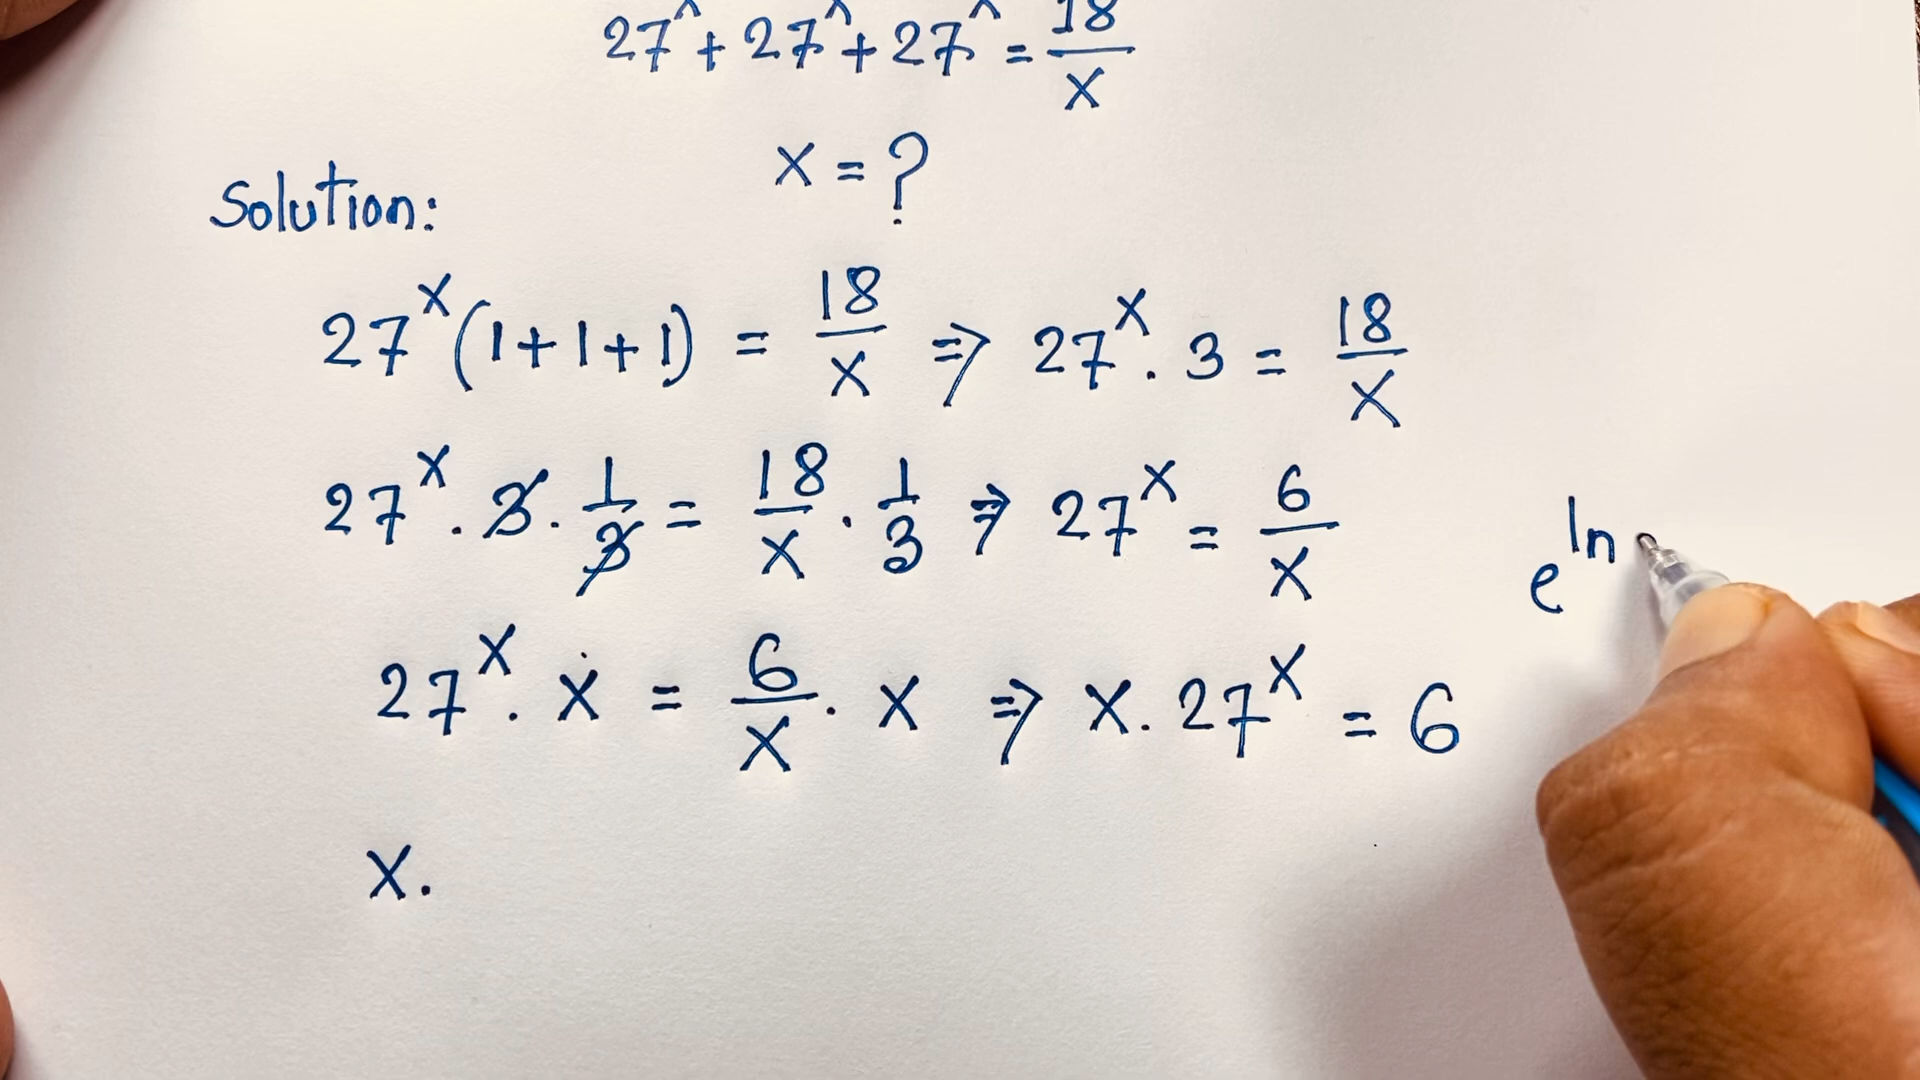 27^x + 27^x + 27^x = 18/x
x = ?
Solution:
27^x (1+1+1) = 18/x ⇒ 27^x . 3 = 18/x
27^x . 3 . 1/3 = 18/x . 1/3 ⇒ 27^x = 6/x
e^ln
27^x . x = 6/x . x ⇒ x . 27^x = 6
x .